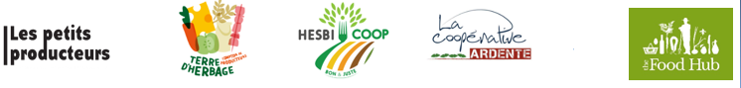 Les petits
producteurs
TERRE
D'HERBAGE
HESBI COOP
BON & JUSTE
La
coopérative
ARDENTE
the Food Hub